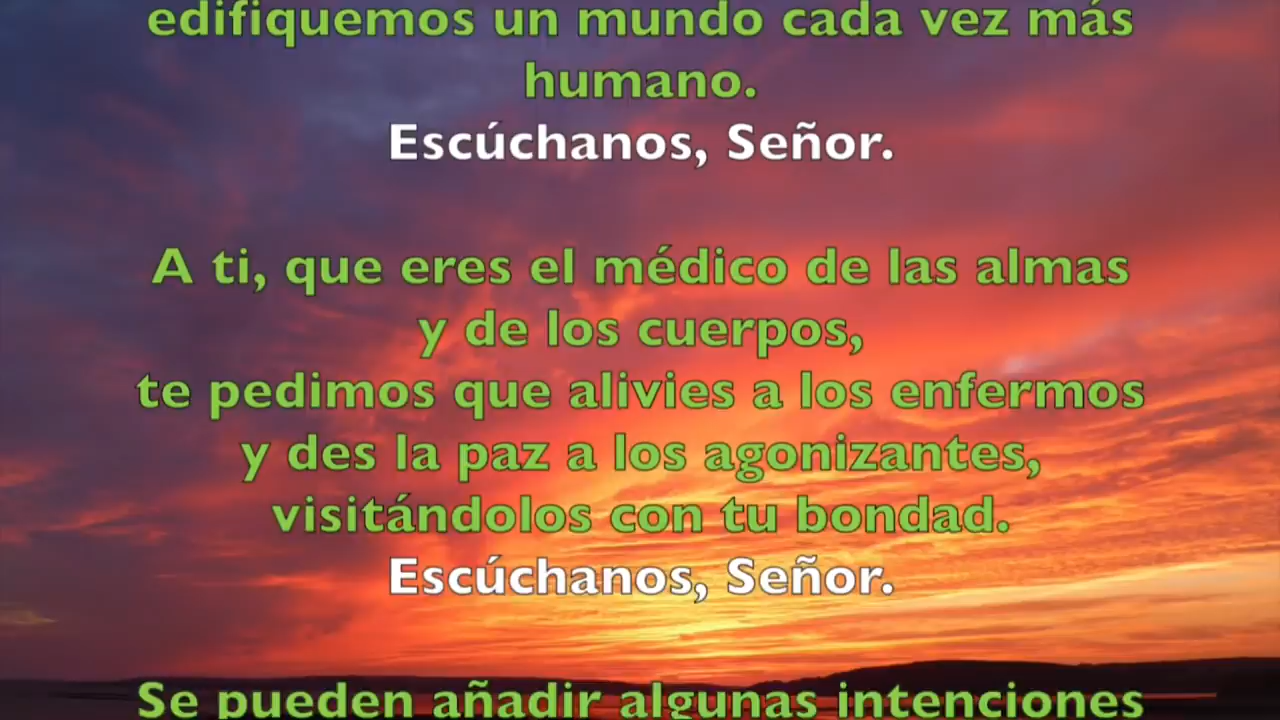 edifiquemos un mundo cada vez más
humano.
Escúchanos, Señor.
A ti, que eres el médico de las almas
y de los cuerpos,
te pedimos que alivies a los enfermos
y des la paz a los agonizantes,
visitándolos con tu bondad.
Escúchanos, Señor.
Se pueden añadir algunas intenciones